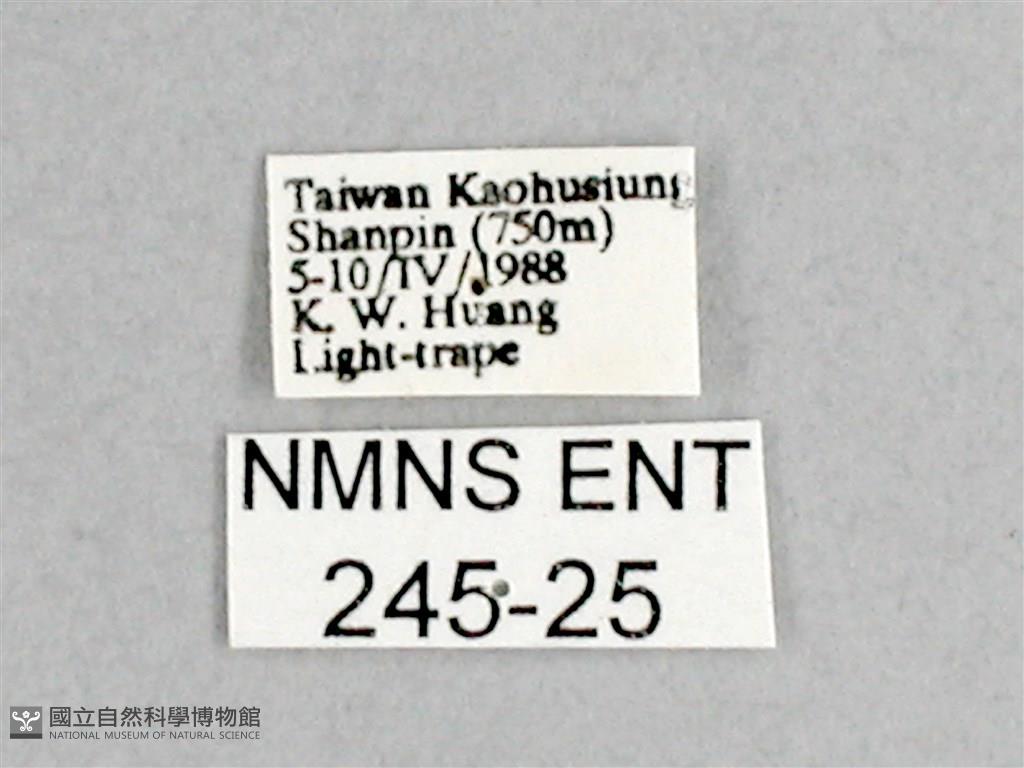 Taiwan Kaohusiung
Shanpin (750m)
5-10/IV/1988
K. W. Huang
Light-trape
NMNS ENT
245-25
國立自然科學博物館
NATIONAL MUSEUM OF NATURAL SCIENCE